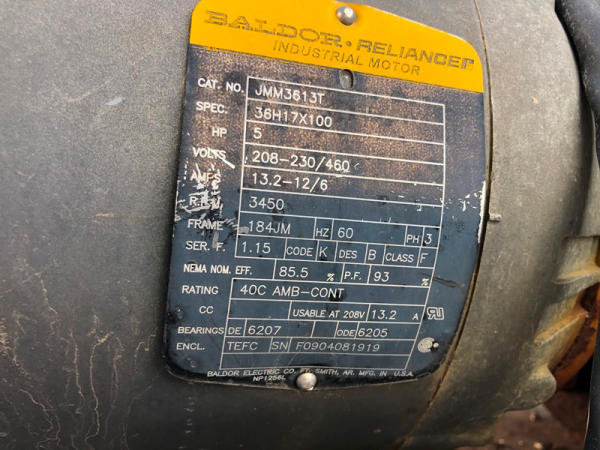 BALDOR • RELIANCER
INDUSTRIAL MOTOR
CAT. NO. JMM3613T
SPEC. 36H17X100
HP 5
VOLTS 208-230/460
AMPS 13.2-12/6
R.P.M. 3450
FRAME 184JM HZ 60 PH 3
SER. F. 1.15 CODE K DES B CLASS F
NEMA NOM. EFF. 85.5 % P.F. 93 %
RATING 40C AMB-CONT
CC USABLE AT 208V 13.2 A
BEARINGS DE 6207 ODE 6205
ENCL. TEFC SN F0904081919
BALDOR ELECTRIC CO. FT. SMITH, AR. MFG. IN U.S.A.
NP1256L